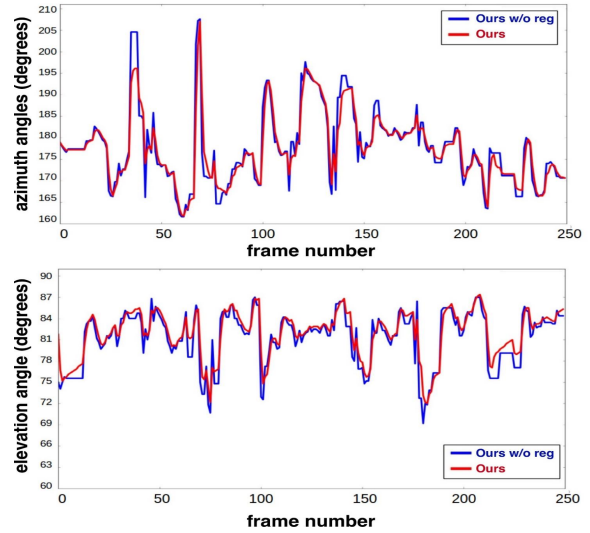 210
205
200
195
190
185
180
175
170
165
160
azimuth angles (degrees)
Ours w/o reg
Ours
0 50 100 150 200 250
frame number
90
87
84
81
78
75
72
69
66
63
60
elevation angle (degrees)
Ours w/o reg
Ours
0 50 100 150 200 250
frame number